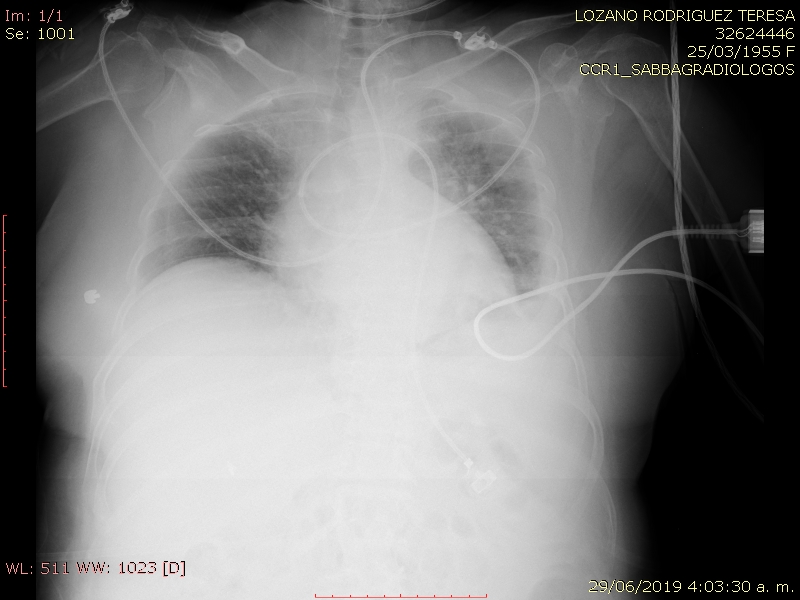 Im: 1/1
Se: 1001
LOZANO RODRIGUEZ TERESA
32624446
25/03/1955 F
CCR1_SABBAGRADIOLOGOS
WL: 511 WW: 1023 [D]
29/06/2019 4:03:30 a. m.